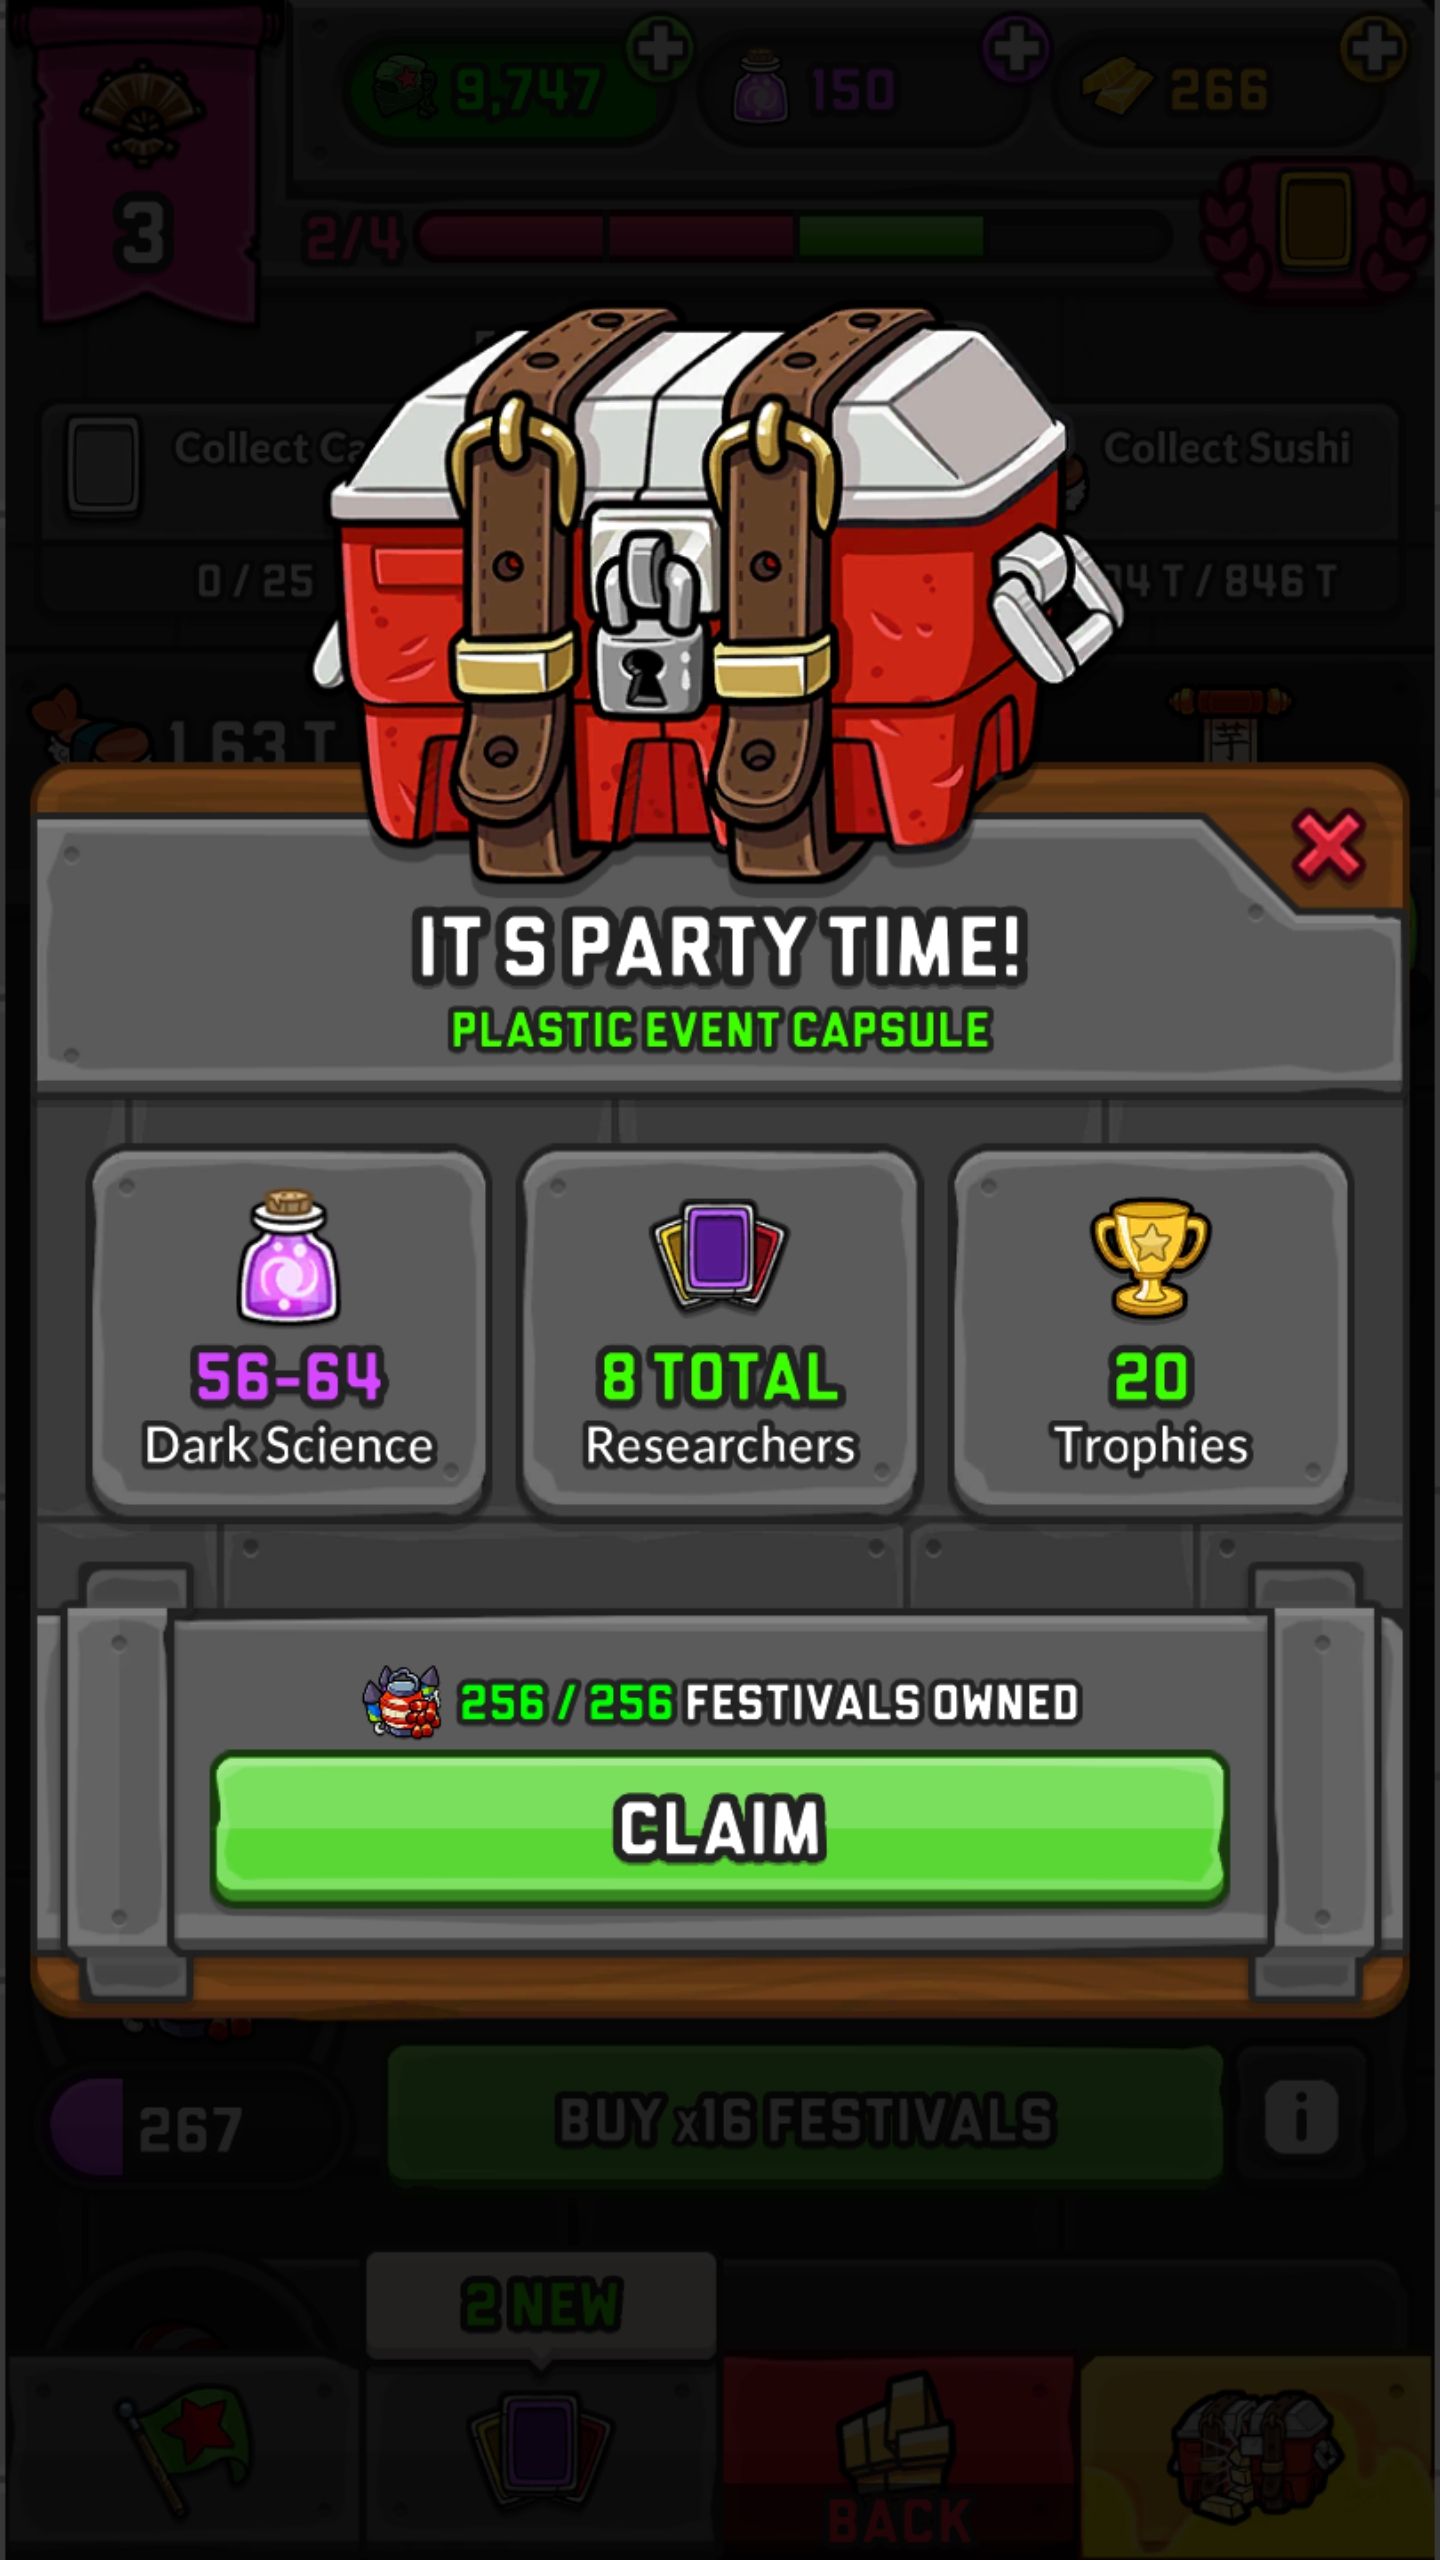 9,747
150
266
3
2/4
Collect Ca
Collect Sushi
0 / 25
4 T / 846 T
1.63 T
芋
IT S PARTY TIME!
PLASTIC EVENT CAPSULE
56-64
Dark Science
8 TOTAL
Researchers
20
Trophies
256 / 256 FESTIVALS OWNED
CLAIM
267
BUY x16 FESTIVALS
i
2 NEW
BACK